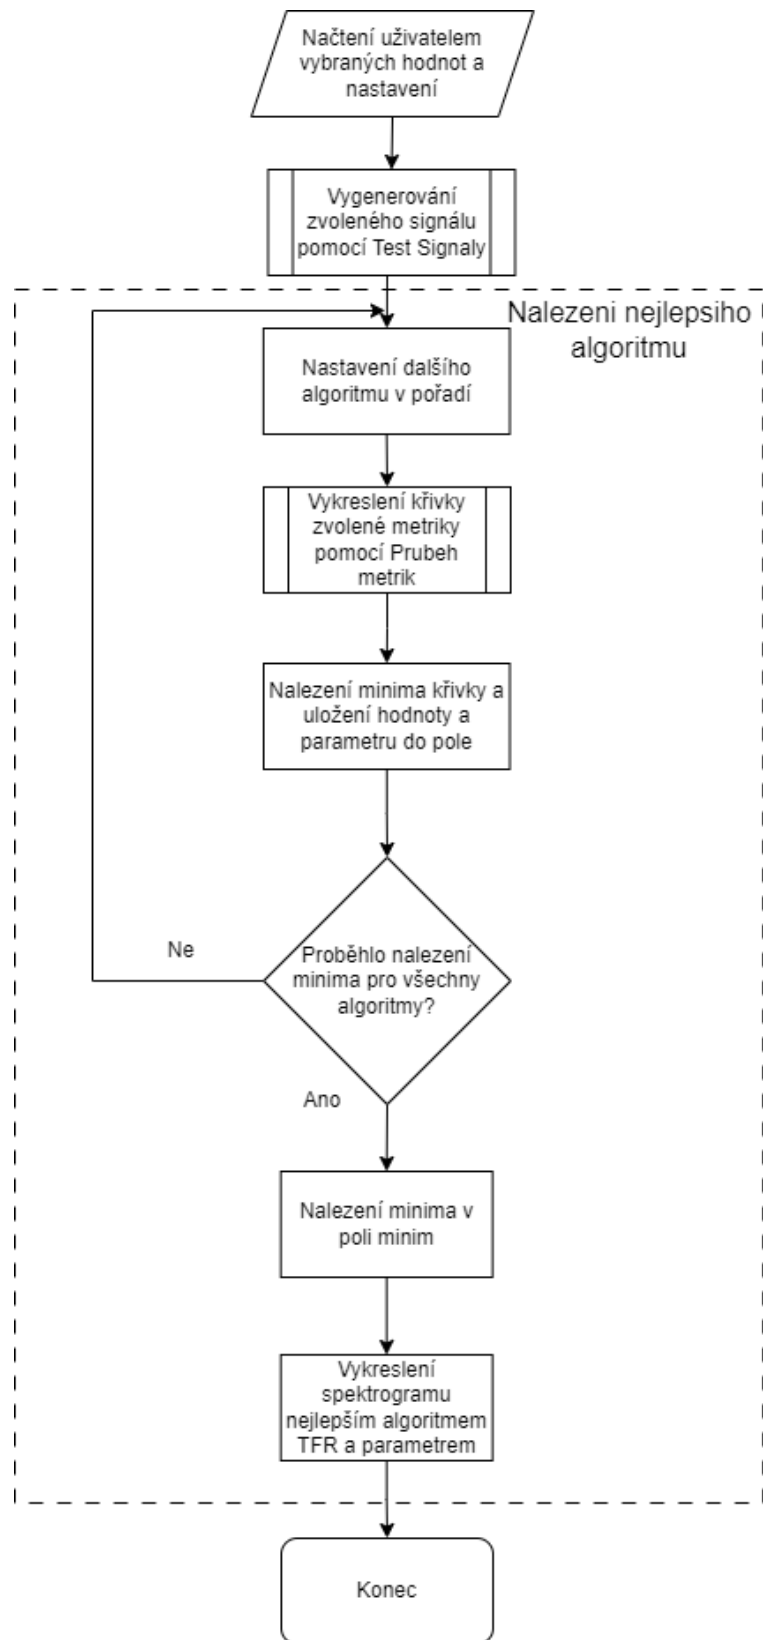 Načtení uživatelem
vybraných hodnot a
nastavení
Vygenerování
zvoleného signálu
pomocí Test Signaly
Nalezeni nejlepsiho
algoritmu
Nastavení dalšího
algoritmu v pořadí
Vykreslení křivky
zvolené metriky
pomocí Prubeh
metrik
Nalezení minima křivky a
uložení hodnoty a
parametru do pole
Ne
Proběhlo nalezení
minima pro všechny
algoritmy?
Ano
Nalezení minima v
poli minim
Vykreslení
spektrogramu
nejlepším algoritmem
TFR a parametrem
Konec